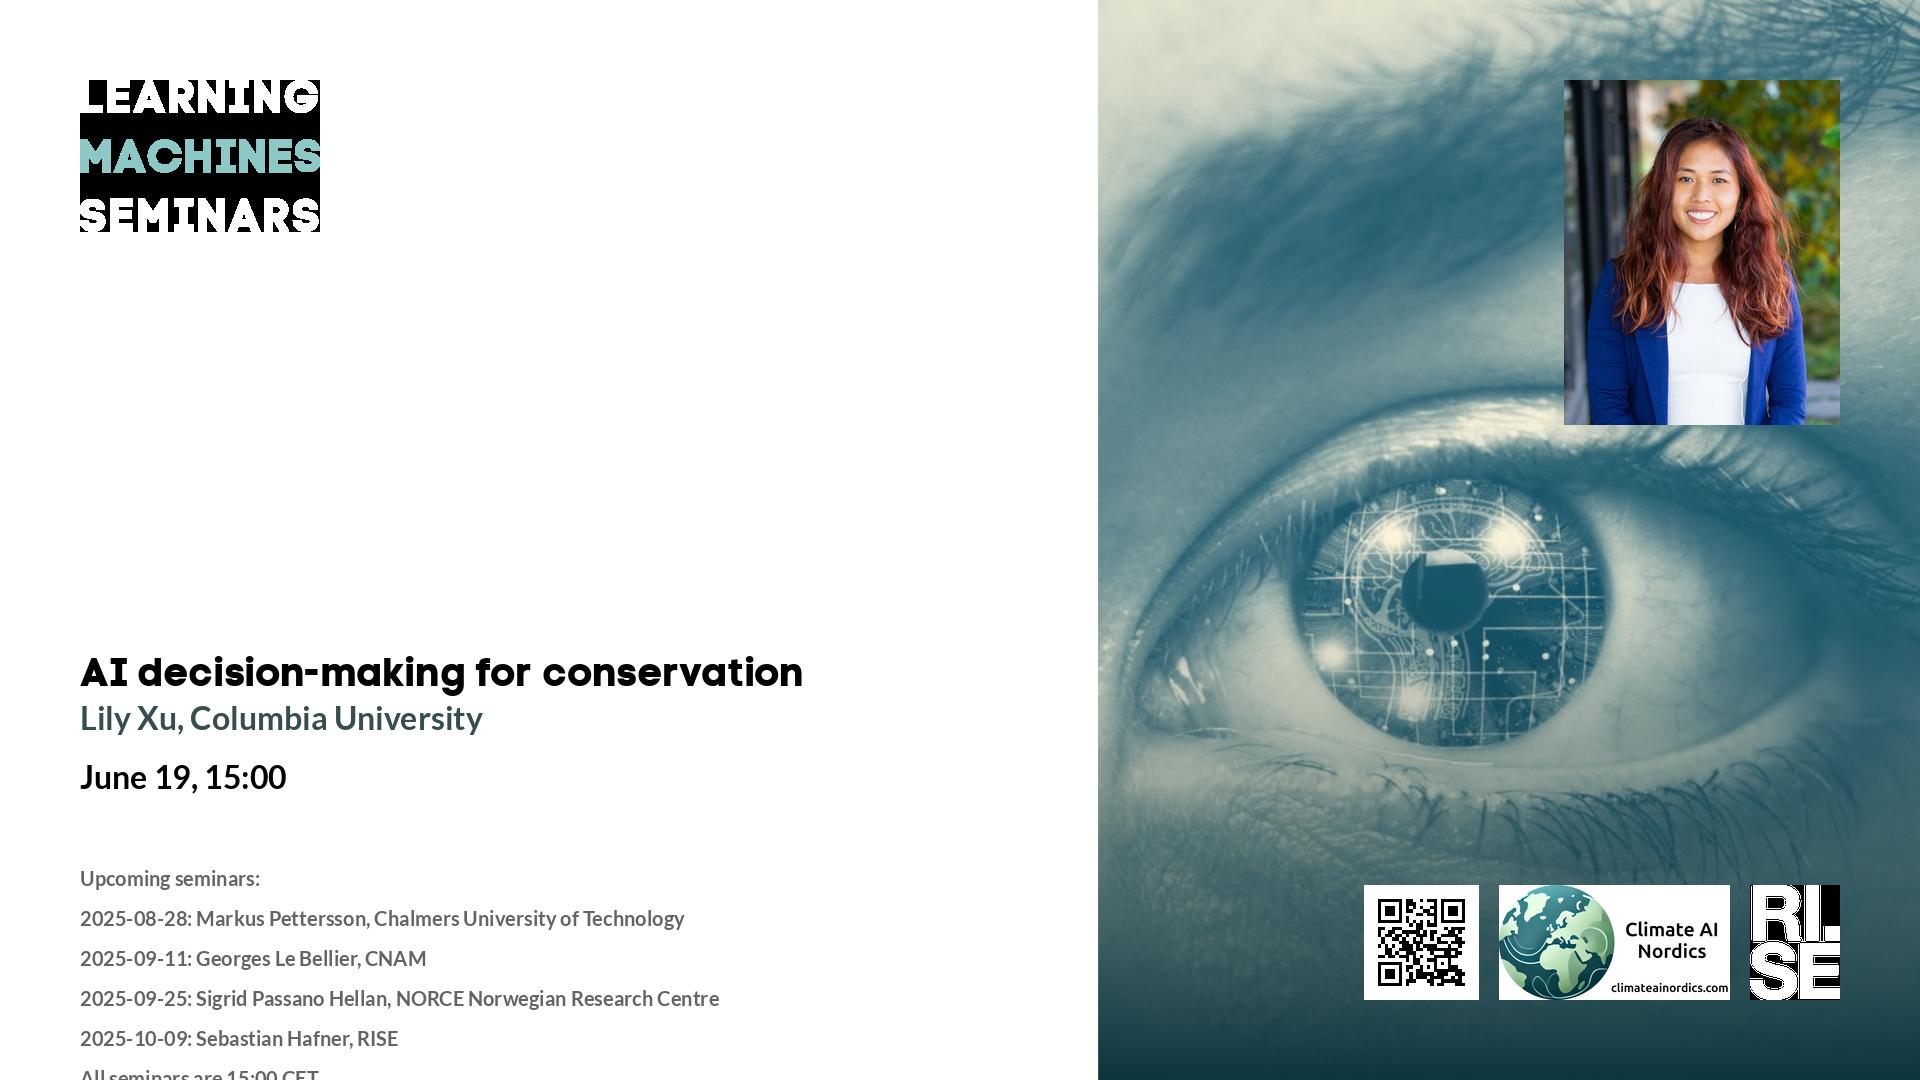 LEARNING
MACHINES
SEMINARS
AI decision-making for conservation
Lily Xu, Columbia University
June 19, 15:00
Upcoming seminars:
2025-08-28: Markus Pettersson, Chalmers University of Technology
2025-09-11: Georges Le Bellier, CNAM
2025-09-25: Sigrid Passano Hellan, NORCE Norwegian Research Centre
2025-10-09: Sebastian Hafner, RISE
All seminars are 15:00 CET
Climate AI
Nordics
climateainordics.com
RI.
SE